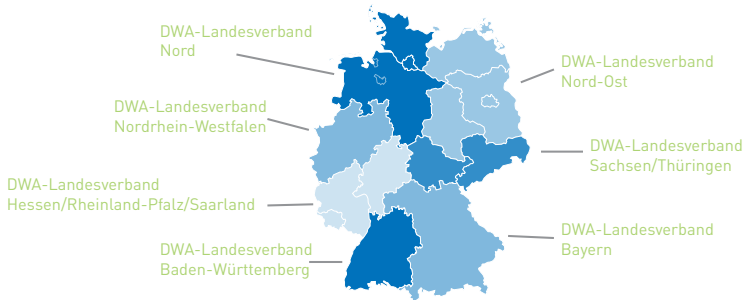 DWA-Landesverband
Nord
DWA-Landesverband
Nord-Ost
DWA-Landesverband
Nordrhein-Westfalen
DWA-Landesverband
Sachsen/Thüringen
DWA-Landesverband
Hessen/Rheinland-Pfalz/Saarland
DWA-Landesverband
Bayern
DWA-Landesverband
Baden-Württemberg